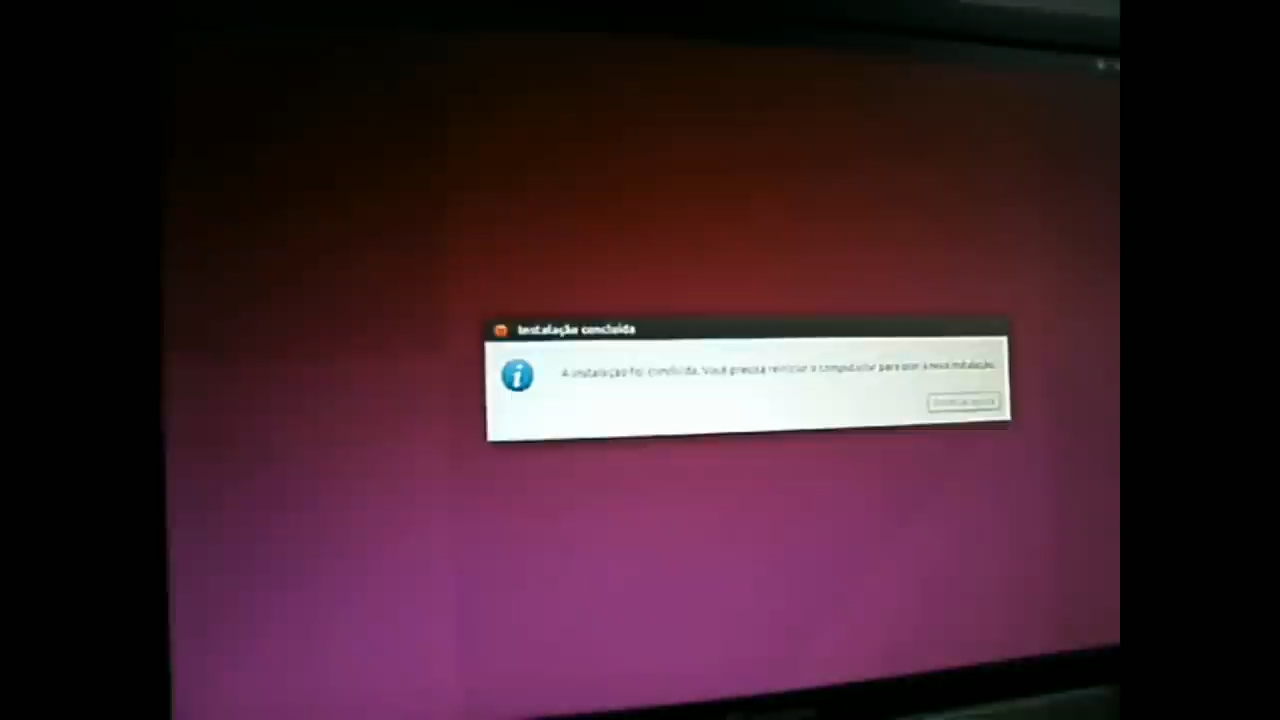 Instalação concluída
A instalação foi concluída. Você precisa reiniciar o computador para usar a nova instalação.